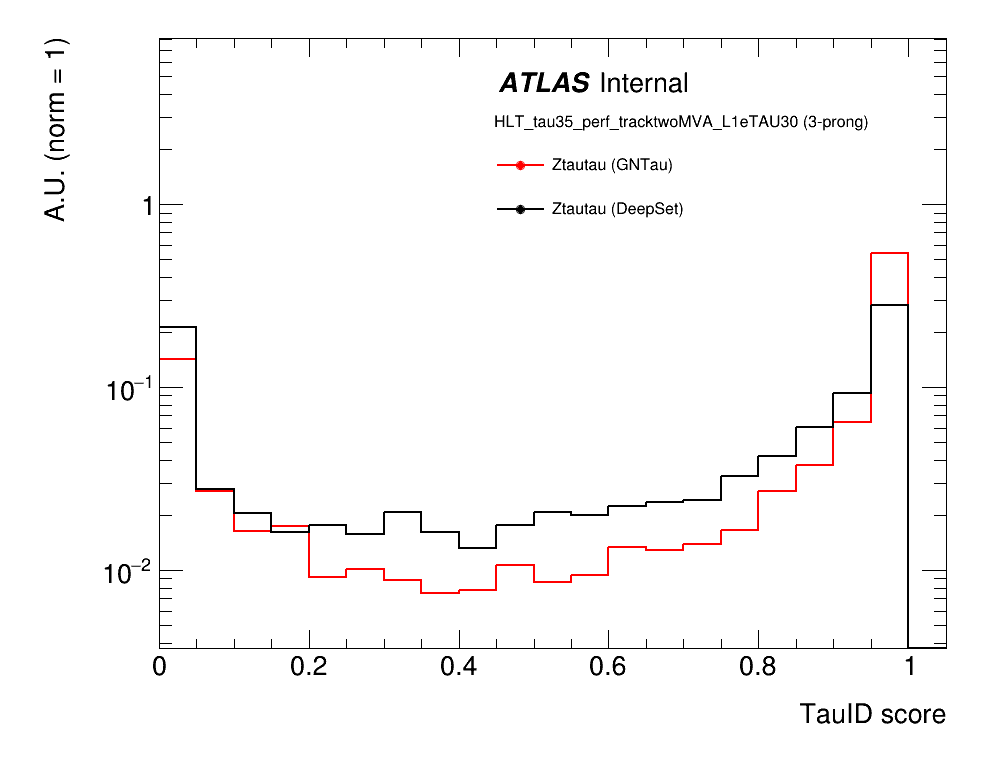 A.U. (norm = 1)
ATLAS Internal
HLT_tau35_perf_tracktwoMVA_L1eTAU30 (3-prong)
Ztautau (GNTau)
Ztautau (DeepSet)
1
10⁻¹
10⁻²
0 0.2 0.4 0.6 0.8 1
TauID score